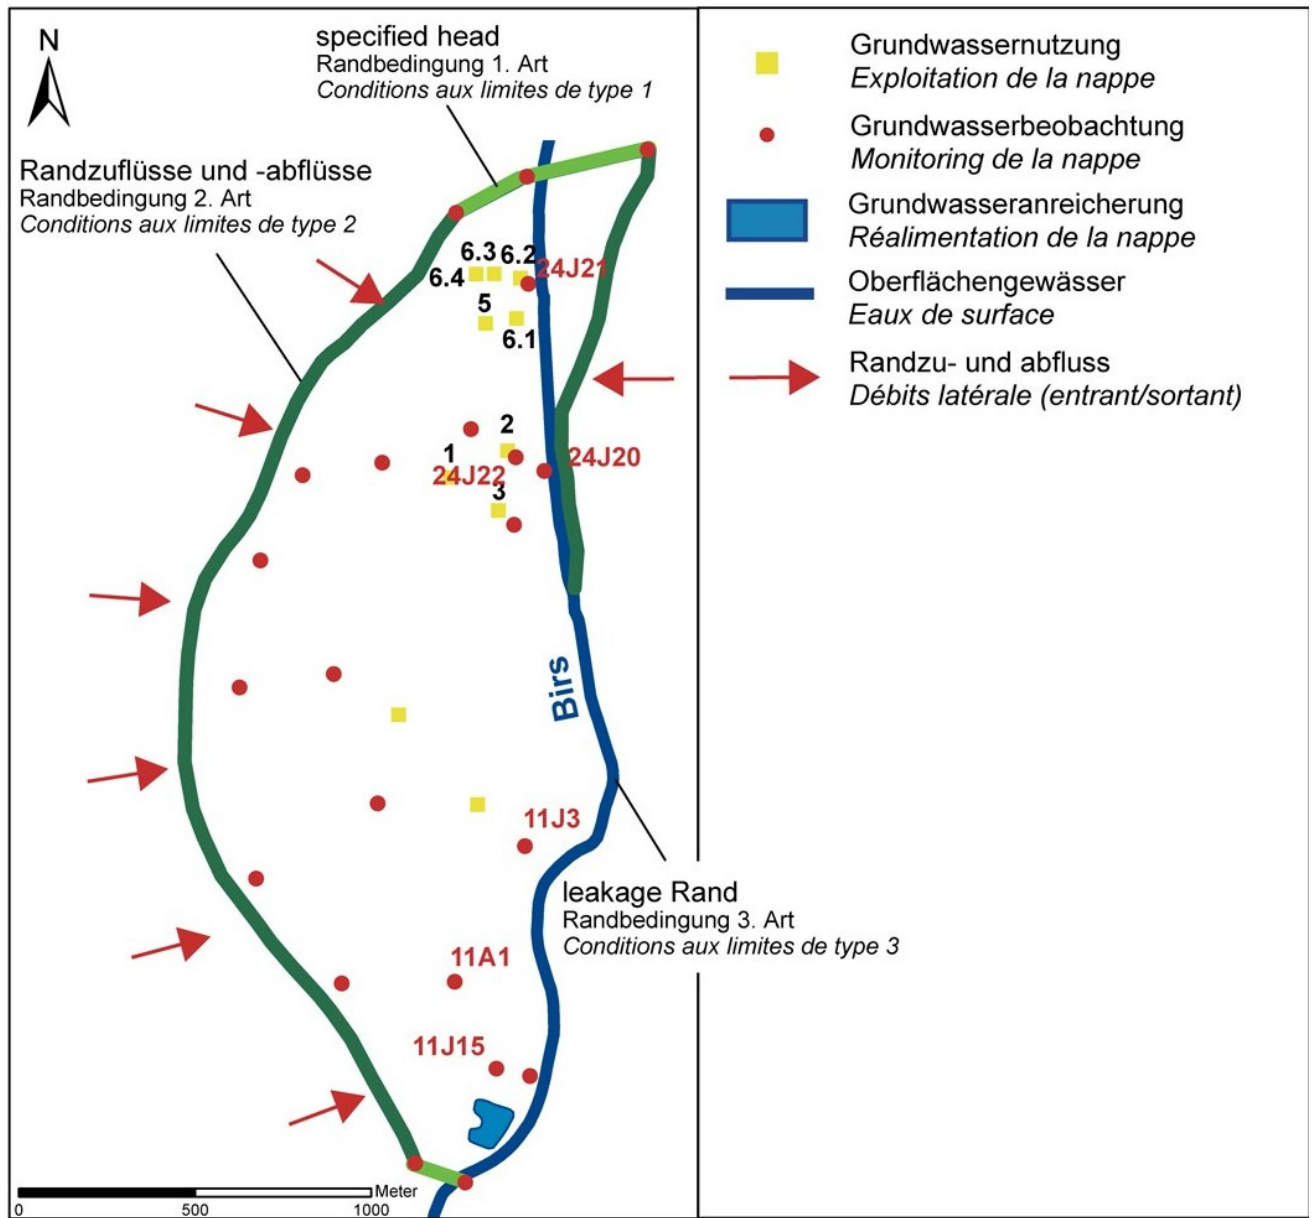 N
specified head
Randbedingung 1. Art
Conditions aux limites de type 1
Randzuflüsse und -abflüsse
Randbedingung 2. Art
Conditions aux limites de type 2
6.3
6.2
6.4
24J21
5
6.1
2
1
24J20
24J22
3
Birs
11J3
leakage Rand
Randbedingung 3. Art
Conditions aux limites de type 3
11A1
11J15
Meter
0
500
1000
Grundwassernutzung
Exploitation de la nappe
Grundwasserbeobachtung
Monitoring de la nappe
Grundwasseranreicherung
Réalimentation de la nappe
Oberflächengewässer
Eaux de surface
Randzu- und abfluss
Débits latérale (entrant/sortant)